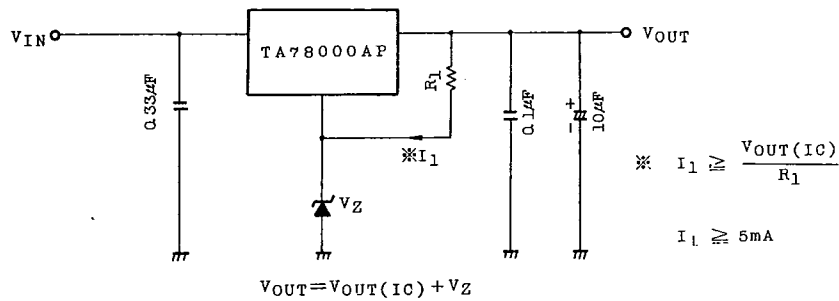 VIN
TA78000AP
VOUT
0.33μF
R1
0.1μF
+
-
10μF
※I1
VZ
※ I1 ≧ VOUT(IC)
R1
I1 ≧ 5mA
VOUT=VOUT(IC)+VZ